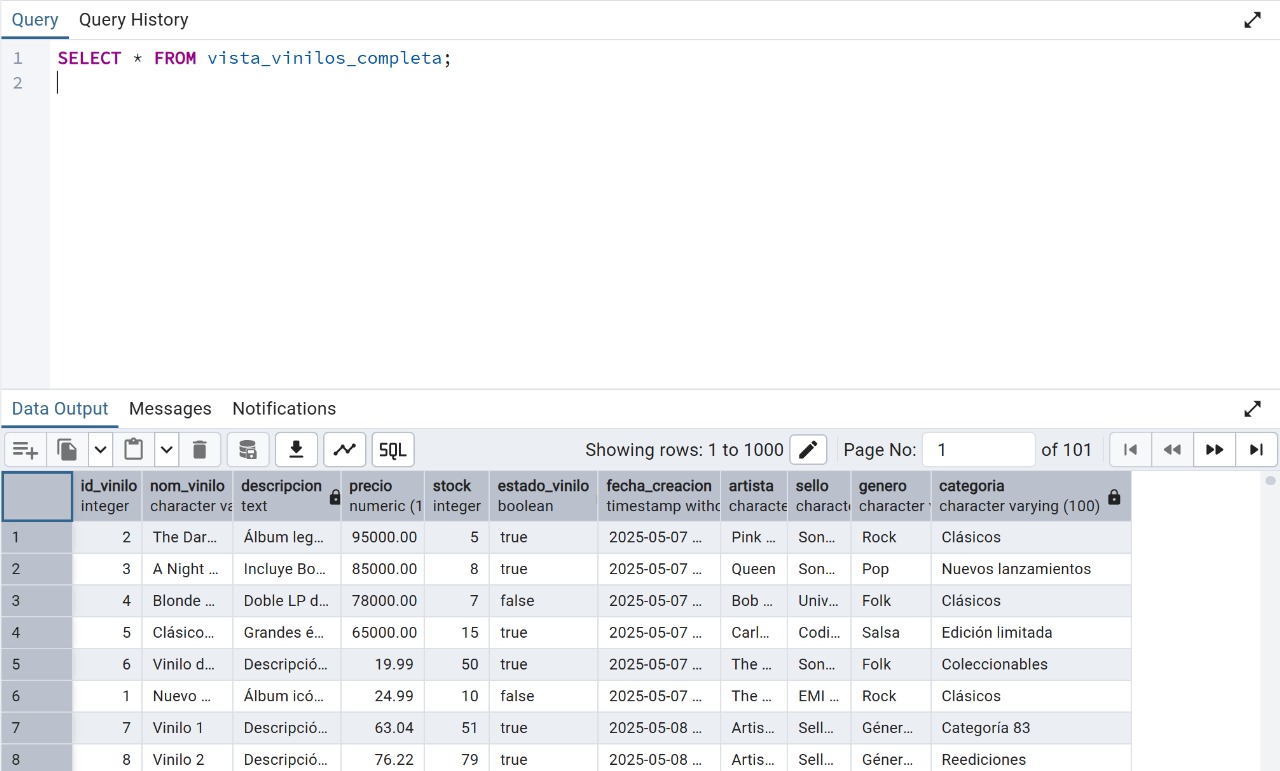 Query Query History
1 SELECT * FROM vista_vinilos_completa;
2
Data Output Messages Notifications
SQL Showing rows: 1 to 1000 Page No: 1 of 101
id_vinilo nom_vinilo descripcion precio stock estado_vinilo fecha_creacion artista sello genero categoria
integer character va text numeric (1 integer boolean timestamp witho characte characte character character varying (100)
1 2 The Dar... Álbum leg... 95000.00 5 true 2025-05-07 ... Pink ... Son... Rock Clásicos
2 3 A Night ... Incluye Bo... 85000.00 8 true 2025-05-07 ... Queen Son... Pop Nuevos lanzamientos
3 4 Blonde ... Doble LP d... 78000.00 7 false 2025-05-07 ... Bob ... Univ... Folk Clásicos
4 5 Clásico... Grandes é... 65000.00 15 true 2025-05-07 ... Carl... Codi... Salsa Edición limitada
5 6 Vinilo d... Descripció... 19.99 50 true 2025-05-07 ... The ... Son... Folk Coleccionables
6 1 Nuevo ... Álbum icó... 24.99 10 false 2025-05-07 ... The ... EMI ... Rock Clásicos
7 7 Vinilo 1 Descripció... 63.04 51 true 2025-05-08 ... Artis... Sell... Géner... Categoría 83
8 8 Vinilo 2 Descripció... 76.22 79 true 2025-05-08 ... Artis... Sell... Géner... Reediciones